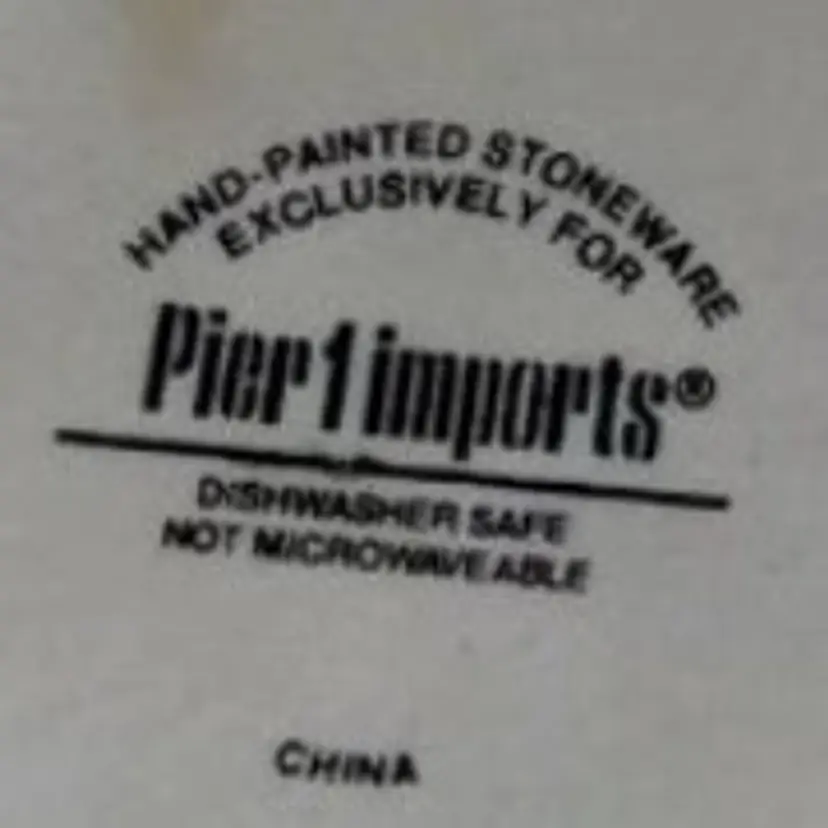 HAND-PAINTED STONEWARE
EXCLUSIVELY FOR
Pier 1 imports®
DISHWASHER SAFE
NOT MICROWAVEABLE
CHINA